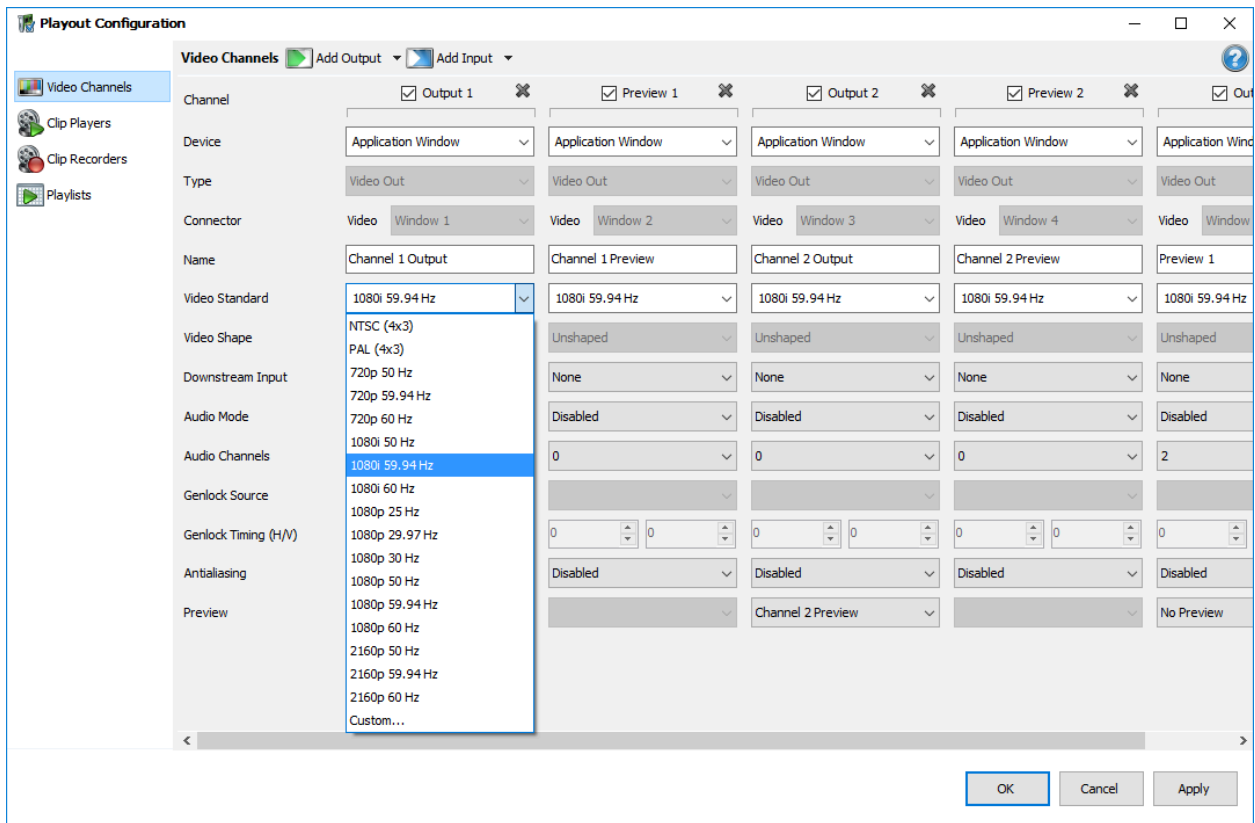 Playout Configuration
Video Channels Add Output Add Input
Video Channels
Clip Players
Clip Recorders
Playlists
Channel Output 1 Preview 1 Output 2 Preview 2 Out
Device Application Window Application Window Application Window Application Window Application Wind
Type Video Out Video Out Video Out Video Out Video Out
Connector Video Window 1 Video Window 2 Video Window 3 Video Window 4 Video Window
Name Channel 1 Output Channel 1 Preview Channel 2 Output Channel 2 Preview Preview 1
Video Standard 1080i 59.94 Hz 1080i 59.94 Hz 1080i 59.94 Hz 1080i 59.94 Hz 1080i 59.94 Hz
NTSC (4x3)
PAL (4x3)
720p 50 Hz
720p 59.94 Hz
720p 60 Hz
1080i 50 Hz
1080i 59.94 Hz
1080i 60 Hz
1080p 25 Hz
1080p 29.97 Hz
1080p 30 Hz
1080p 50 Hz
1080p 59.94 Hz
1080p 60 Hz
2160p 50 Hz
2160p 59.94 Hz
2160p 60 Hz
Custom...
Video Shape Unshaped Unshaped Unshaped Unshaped
Downstream Input None None None None
Audio Mode Disabled Disabled Disabled Disabled
Audio Channels 0 0 0 2
Genlock Source
Genlock Timing (H/V) 0 0 0 0 0 0 0
Antialiasing Disabled Disabled Disabled Disabled
Preview Channel 2 Preview No Preview
OK Cancel Apply